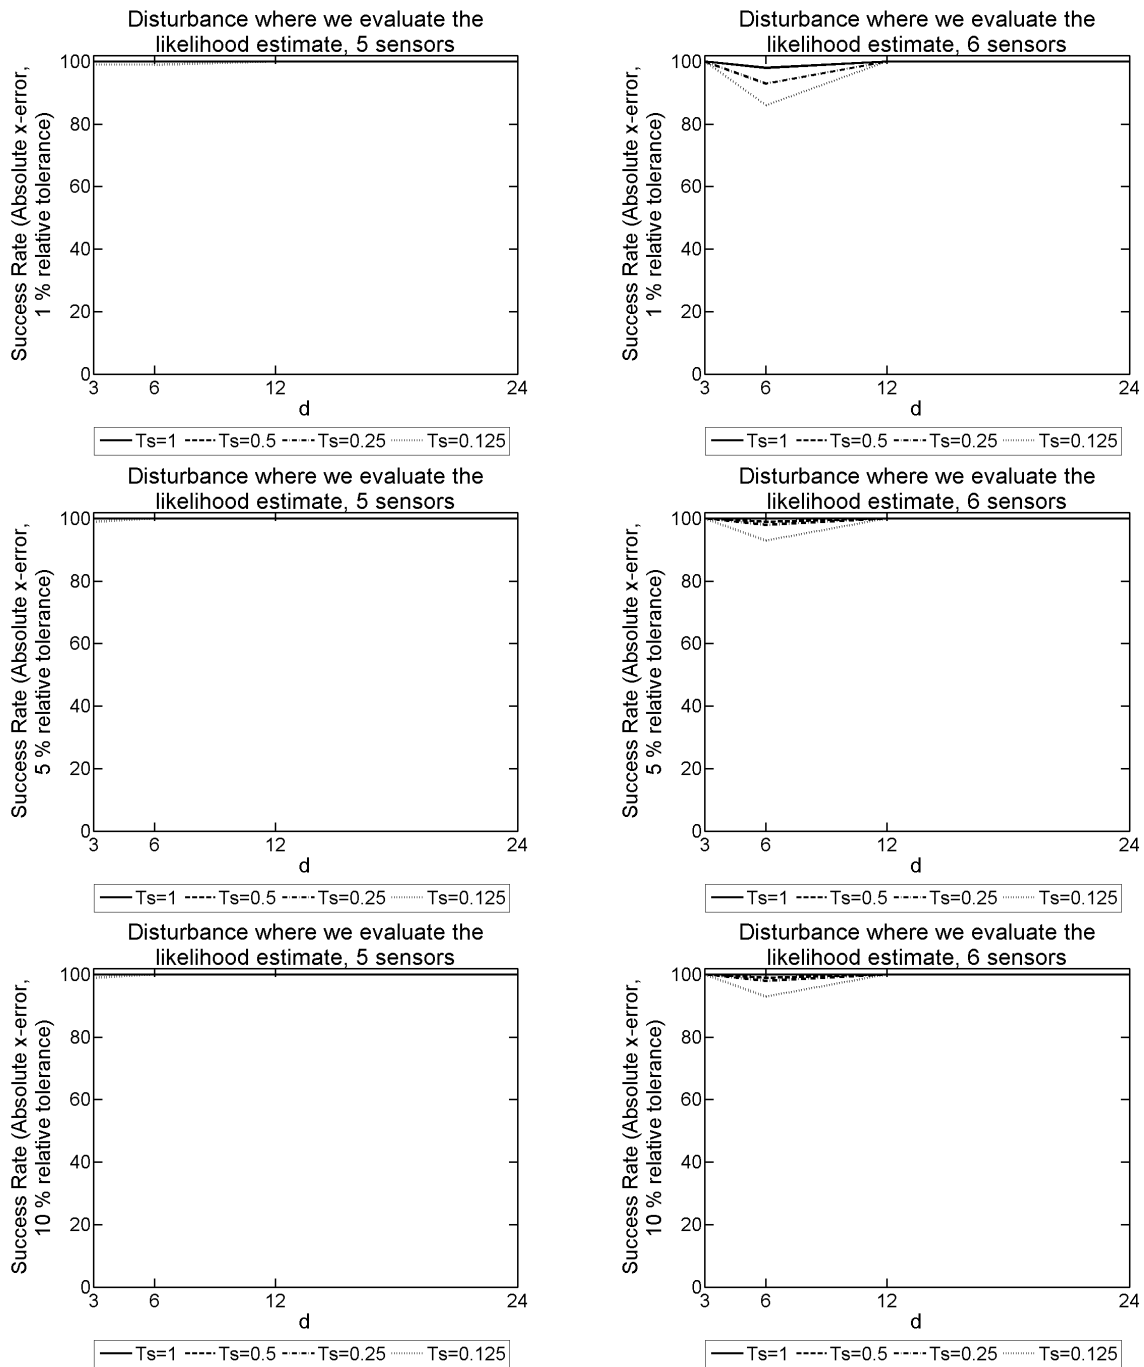 Disturbance where we evaluate the
likelihood estimate, 5 sensors
100
80
60
40
20
0
3 6 12 24
d
Success Rate (Absolute x-error,
1 % relative tolerance)
Ts=1 Ts=0.5 Ts=0.25 Ts=0.125
Disturbance where we evaluate the
likelihood estimate, 6 sensors
100
80
60
40
20
0
3 6 12 24
d
Success Rate (Absolute x-error,
1 % relative tolerance)
Ts=1 Ts=0.5 Ts=0.25 Ts=0.125
Disturbance where we evaluate the
likelihood estimate, 5 sensors
100
80
60
40
20
0
3 6 12 24
d
Success Rate (Absolute x-error,
5 % relative tolerance)
Ts=1 Ts=0.5 Ts=0.25 Ts=0.125
Disturbance where we evaluate the
likelihood estimate, 6 sensors
100
80
60
40
20
0
3 6 12 24
d
Success Rate (Absolute x-error,
5 % relative tolerance)
Ts=1 Ts=0.5 Ts=0.25 Ts=0.125
Disturbance where we evaluate the
likelihood estimate, 5 sensors
100
80
60
40
20
0
3 6 12 24
d
Success Rate (Absolute x-error,
10 % relative tolerance)
Ts=1 Ts=0.5 Ts=0.25 Ts=0.125
Disturbance where we evaluate the
likelihood estimate, 6 sensors
100
80
60
40
20
0
3 6 12 24
d
Success Rate (Absolute x-error,
10 % relative tolerance)
Ts=1 Ts=0.5 Ts=0.25 Ts=0.125